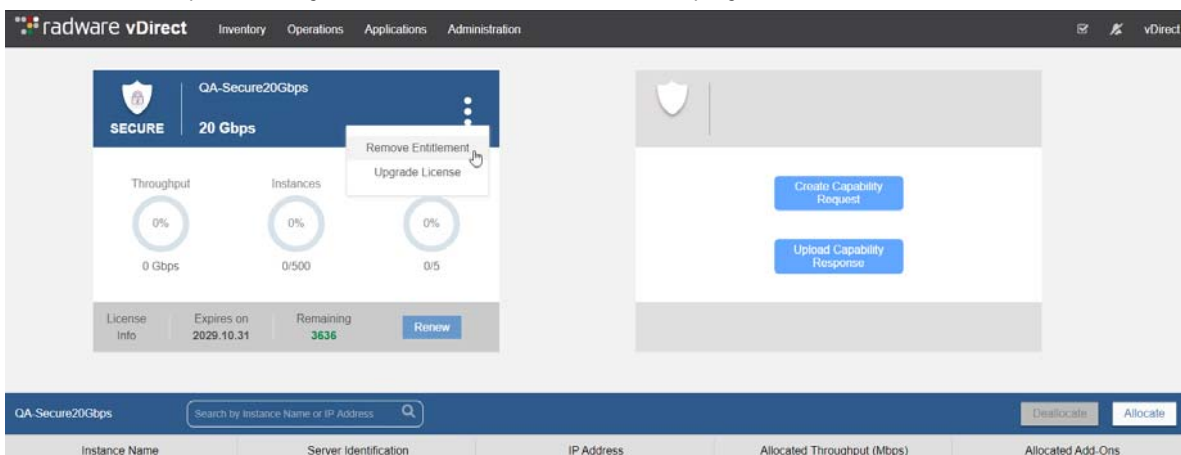 radware vDirect Inventory Operations Applications Administration vDirect
QA-Secure20Gbps
SECURE 20 Gbps
Remove Entitlement
Upgrade License
Throughput Instances
0% 0% 0%
0 Gbps 0/500 0/5
License Info Expires on 2029.10.31 Remaining 3636 Renew
Create Capability
Request
Upload Capability
Response
QA-Secure20Gbps Search by Instance Name or IP Address Deallocate Allocate
Instance Name Server Identification IP Address Allocated Throughput (Mbps) Allocated Add-Ons